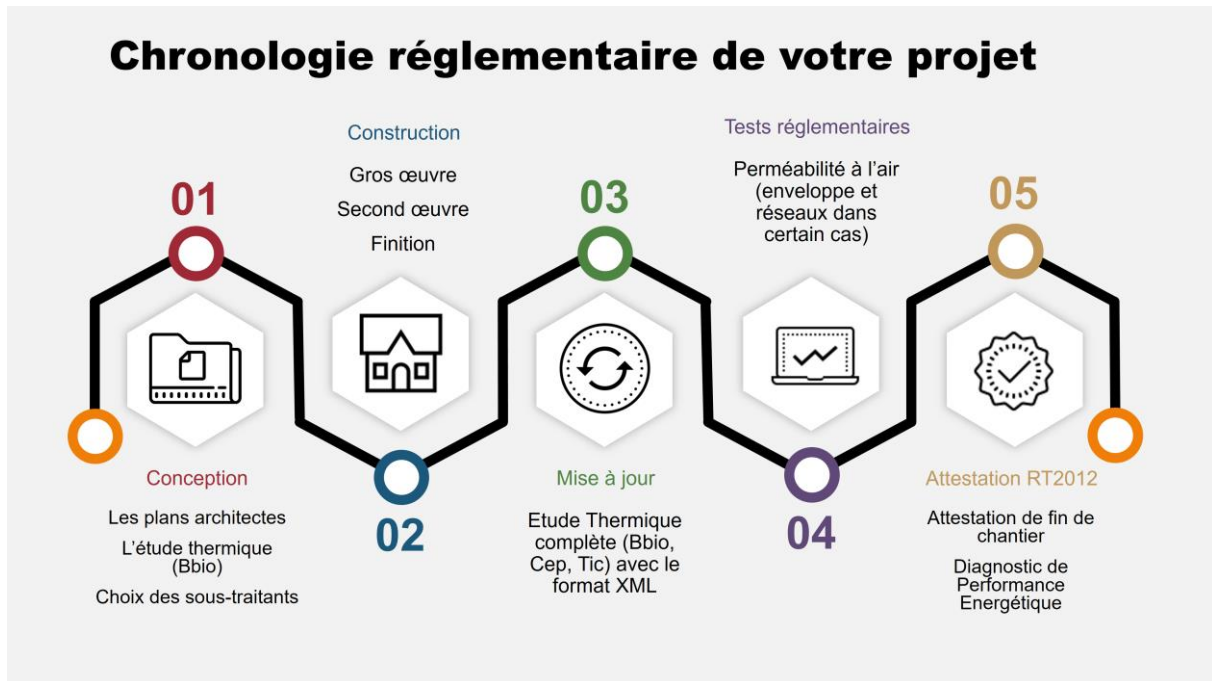 Chronologie réglementaire de votre projet
01
Conception
Les plans architectes
L’étude thermique
(Bbio)
Choix des sous-traitants
Construction
Gros œuvre
Second œuvre
Finition
02
03
Mise à jour
Etude Thermique
complète (Bbio,
Cep, Tic) avec le
format XML
Tests réglementaires
Perméabilité à l’air
(enveloppe et
réseaux dans
certain cas)
04
05
Attestation RT2012
Attestation de fin de
chantier
Diagnostic de
Performance
Energétique